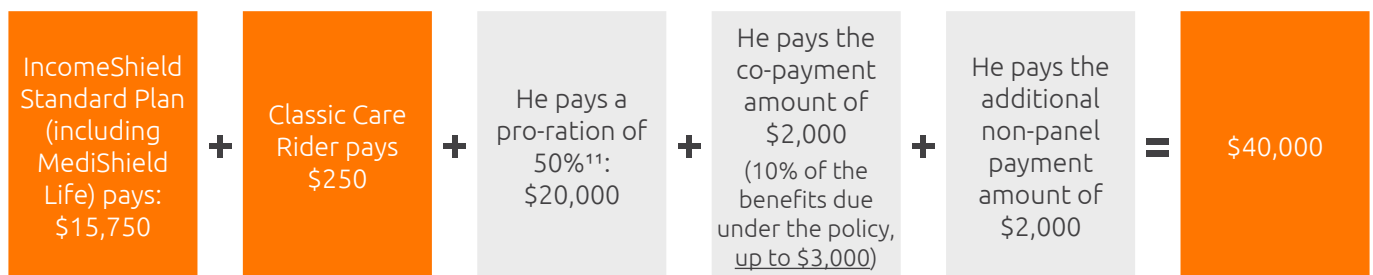 IncomeShield
Standard Plan
(including
MediShield
Life) pays:
$15,750
+
Classic Care
Rider pays
$250
+
He pays a
pro-ration of
50%¹¹:
$20,000
+
He pays the
co-payment
amount of
$2,000
(10% of the
benefits due
under the policy,
up to $3,000)
+
He pays the
additional
non-panel
payment
amount of
$2,000
=
$40,000